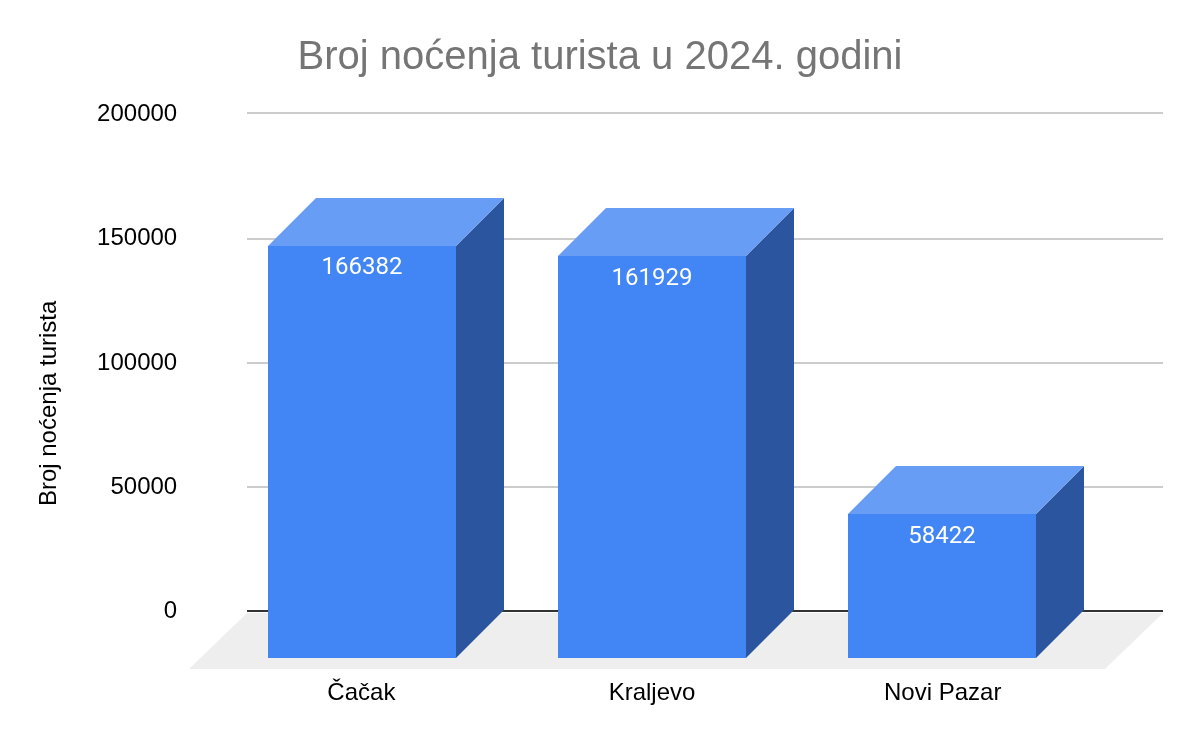 Broj noćenja turista u 2024. godini
200000
150000
100000
50000
0
Broj noćenja turista
166382
161929
58422
Čačak
Kraljevo
Novi Pazar